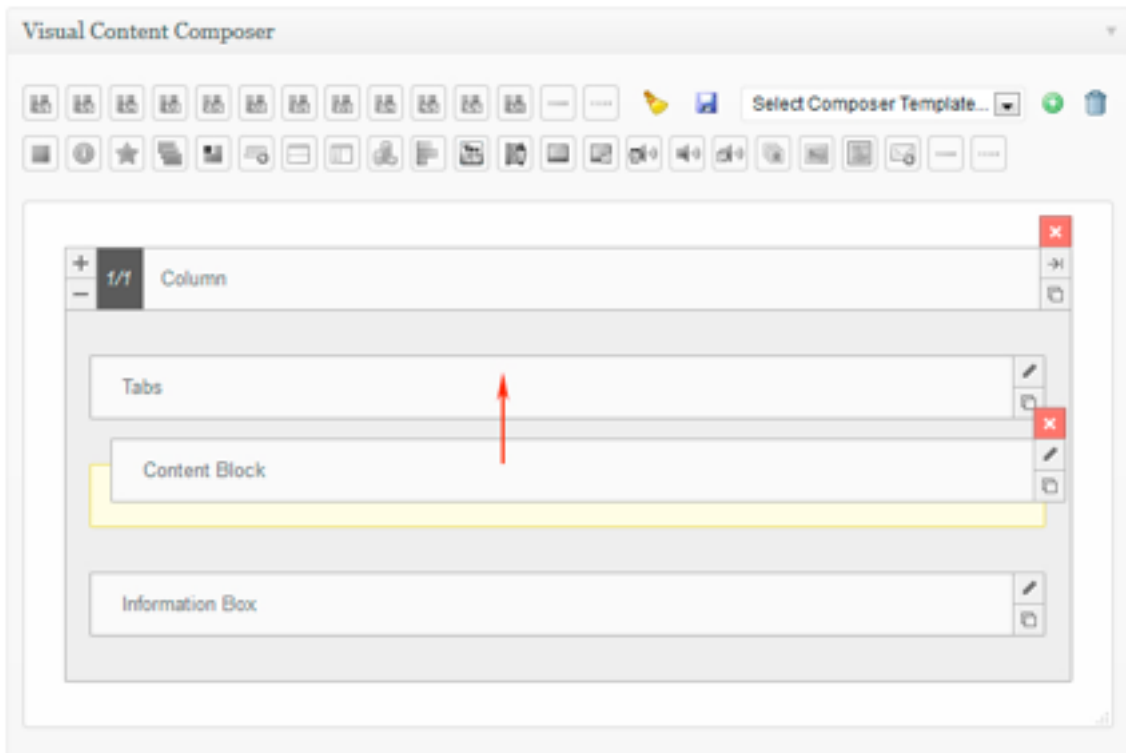 Visual Content Composer
Select Composer Template...
1/1 Column
Tabs
Content Block
Information Box